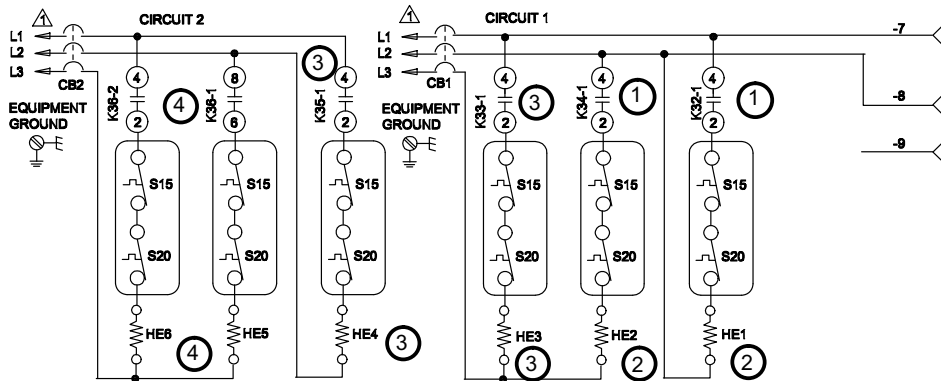 1 CIRCUIT 2
L1
L2
L3
CB2
EQUIPMENT
GROUND
K36-2
4
2
4
K36-1
8
6
3
K35-1
4
2
S15
S15
S15
S20
S20
S20
HE6
4
HE5
HE4
3
1 CIRCUIT 1
L1
L2
L3
CB1
EQUIPMENT
GROUND
K33-1
4
2
3
K34-1
4
2
1
K32-1
4
2
1
S15
S15
S15
S20
S20
S20
HE3
3
HE2
2
HE1
2
-7
-8
-9